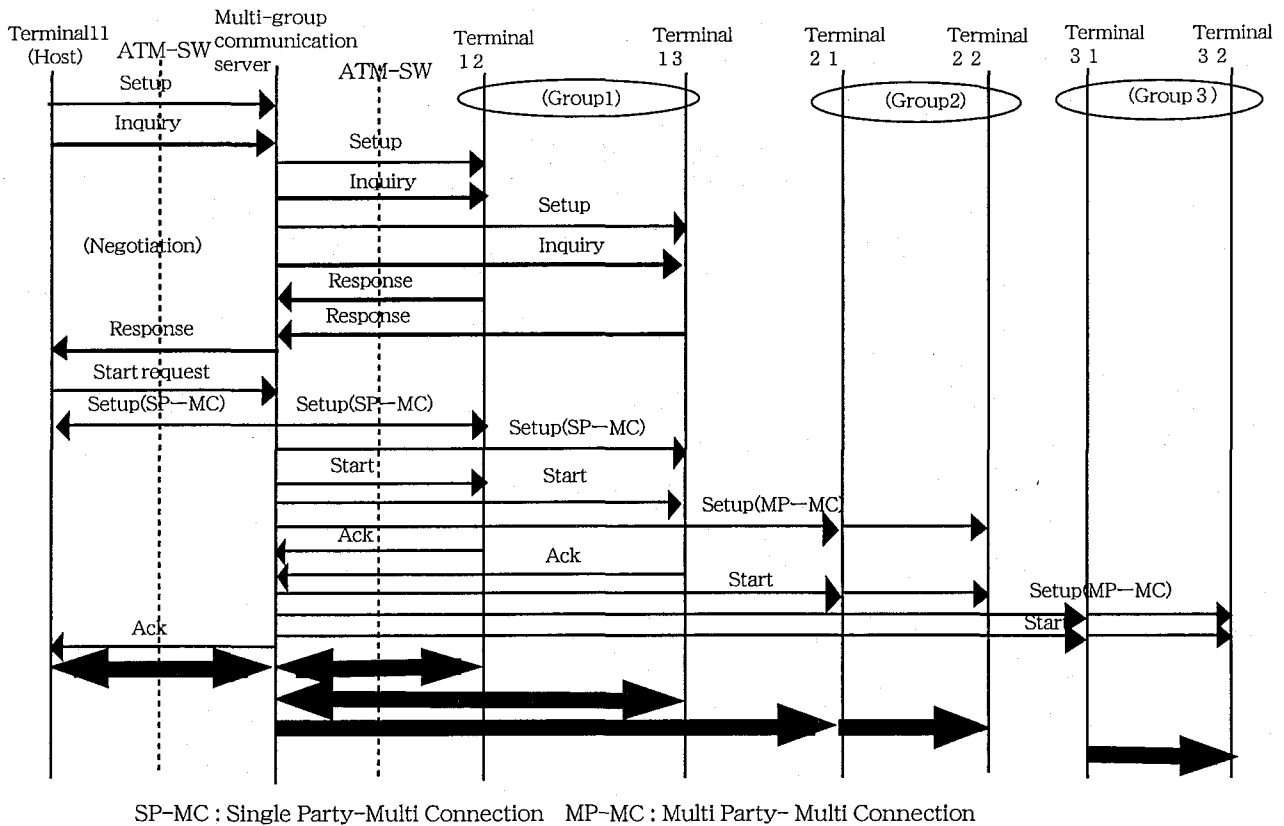 Terminal11
(Host)
ATM-SW
Multi-group
communication
server
ATM-SW
Terminal
12
Terminal
13
Terminal
21
Terminal
22
Terminal
31
Terminal
32
(Group1)
(Group2)
(Group 3)
Setup
Inquiry
Setup
Inquiry
Setup
(Negotiation)
Inquiry
Response
Response
Response
Start request
Setup(SP-MC)
Setup(SP-MC)
Setup(SP-MC)
Start
Start
Setup(MP-MC)
Ack
Ack
Start
Setup(MP-MC)
Start
Ack
SP-MC : Single Party-Multi Connection MP-MC : Multi Party- Multi Connection